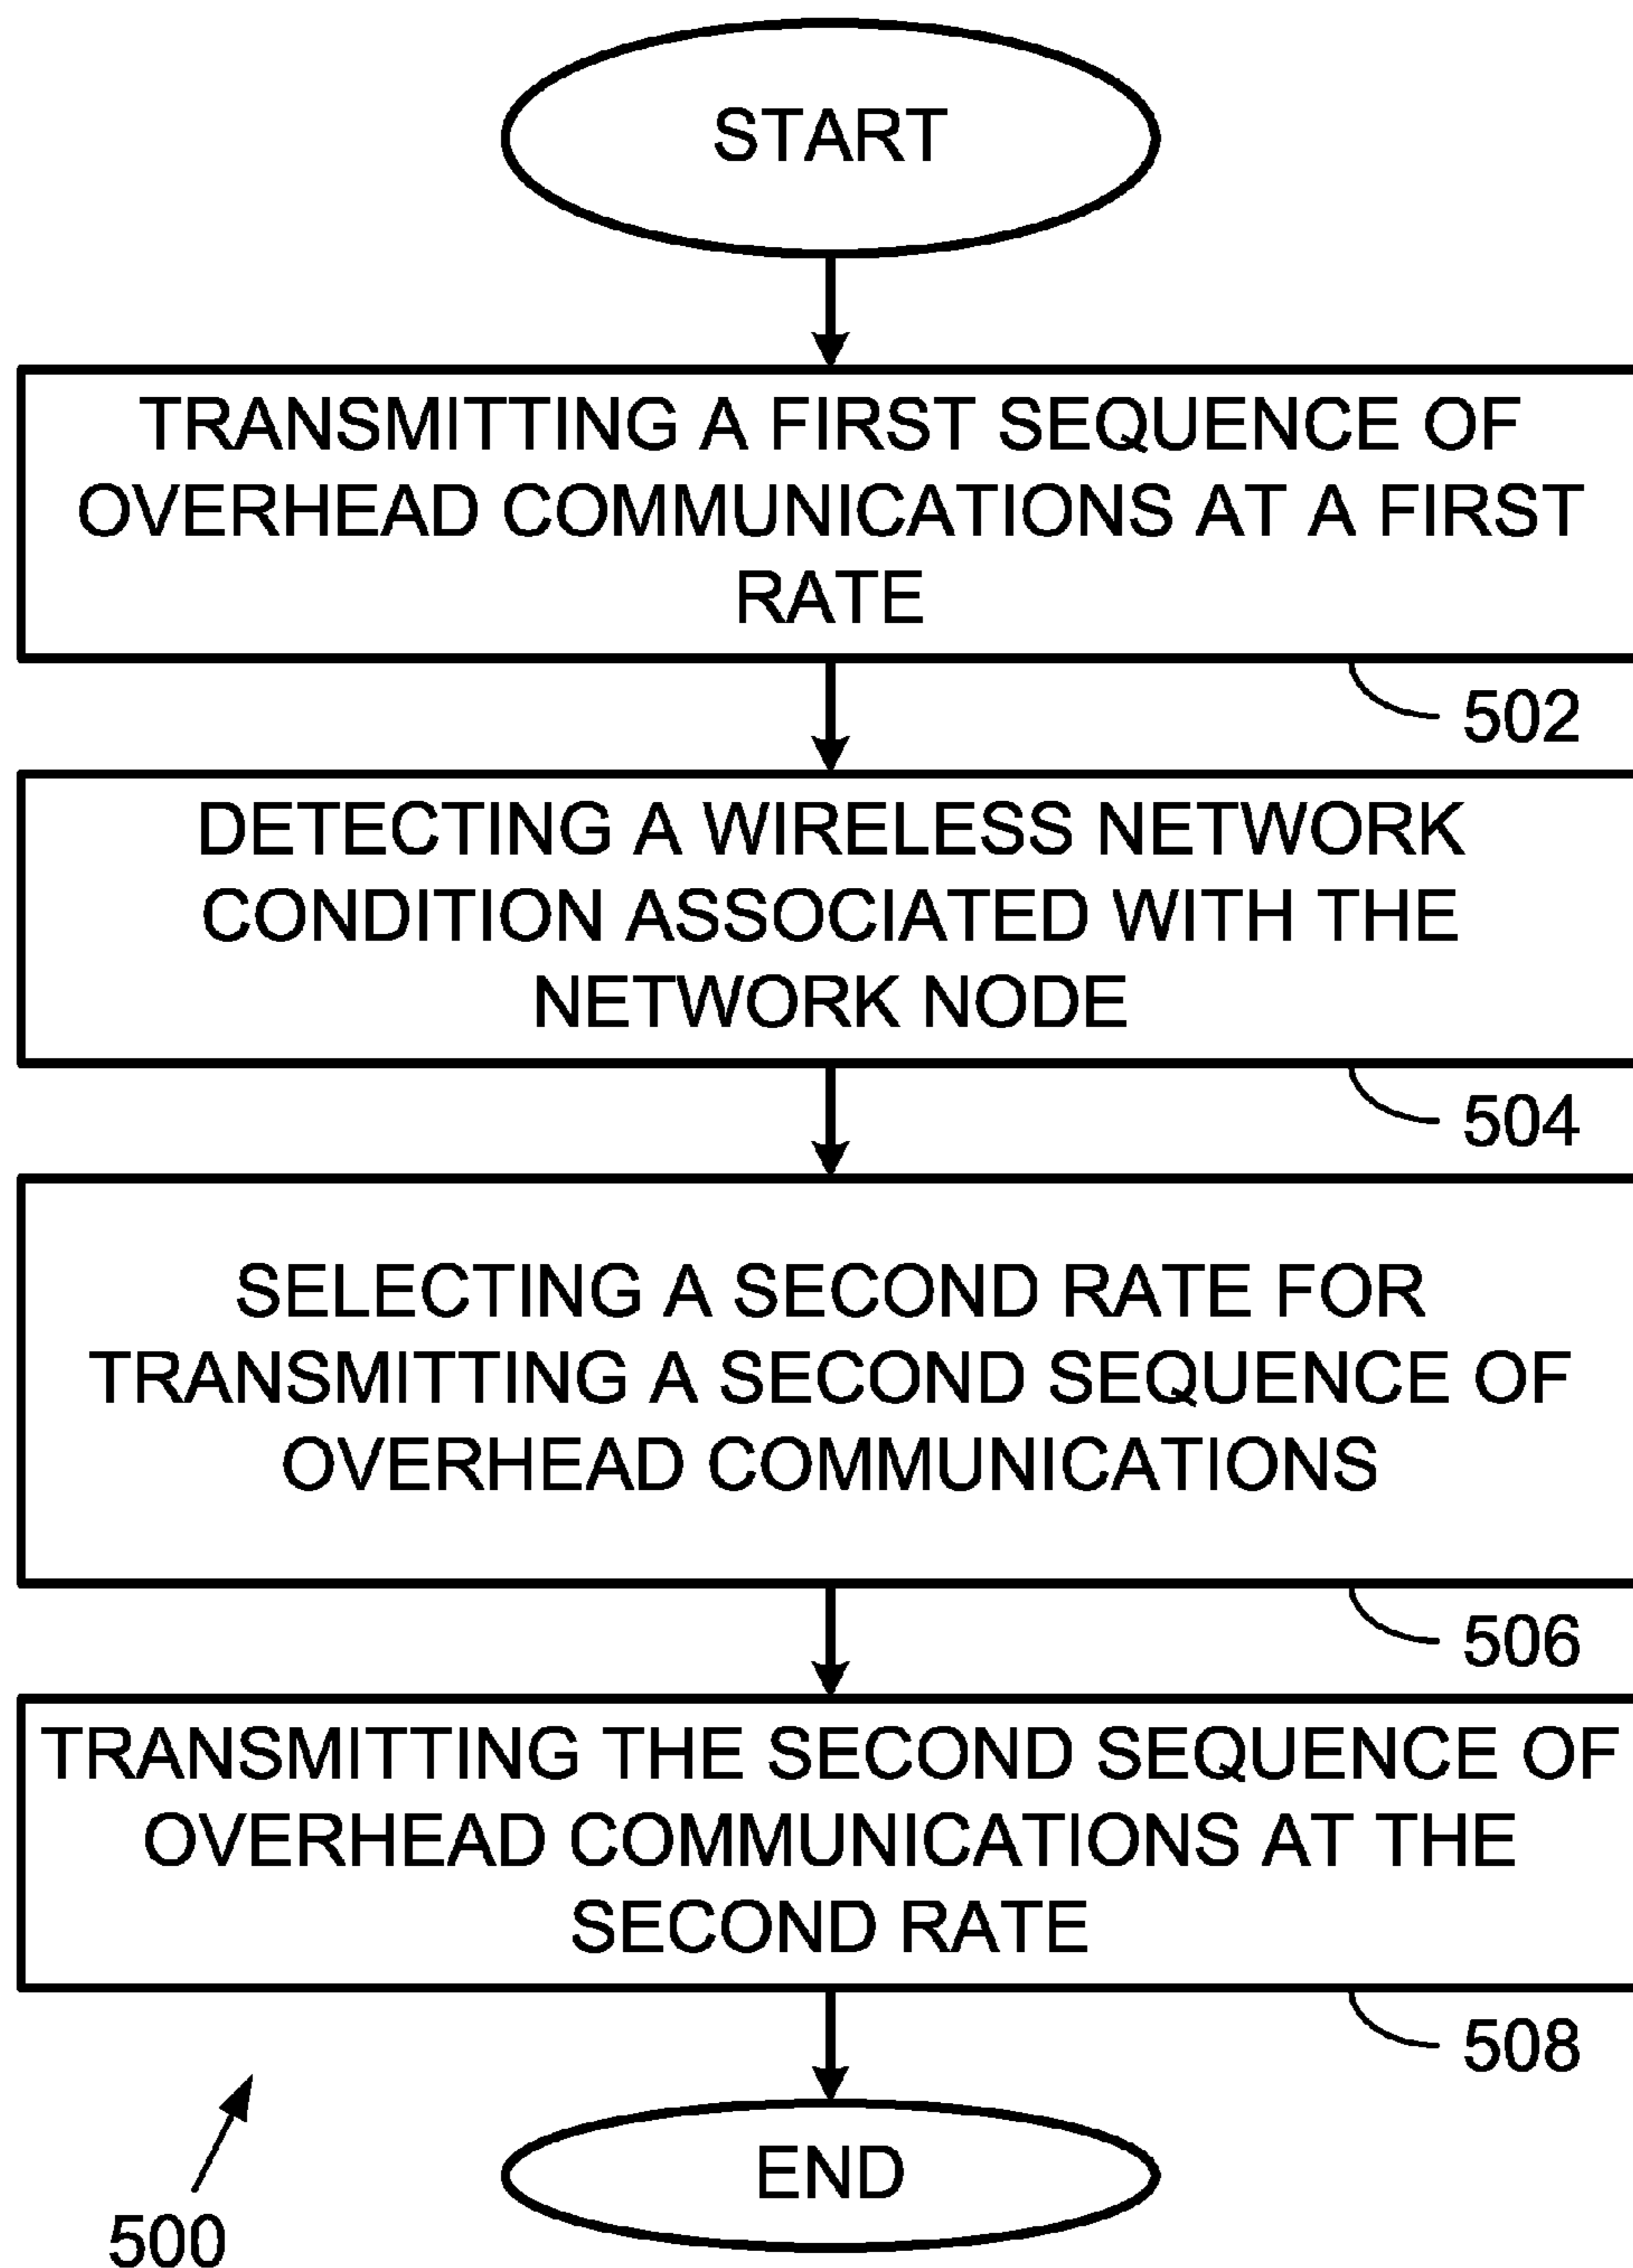 START
TRANSMITTING A FIRST SEQUENCE OF
OVERHEAD COMMUNICATIONS AT A FIRST
RATE
502
DETECTING A WIRELESS NETWORK
CONDITION ASSOCIATED WITH THE
NETWORK NODE
504
SELECTING A SECOND RATE FOR
TRANSMITTING A SECOND SEQUENCE OF
OVERHEAD COMMUNICATIONS
506
TRANSMITTING THE SECOND SEQUENCE OF
OVERHEAD COMMUNICATIONS AT THE
SECOND RATE
508
END
500